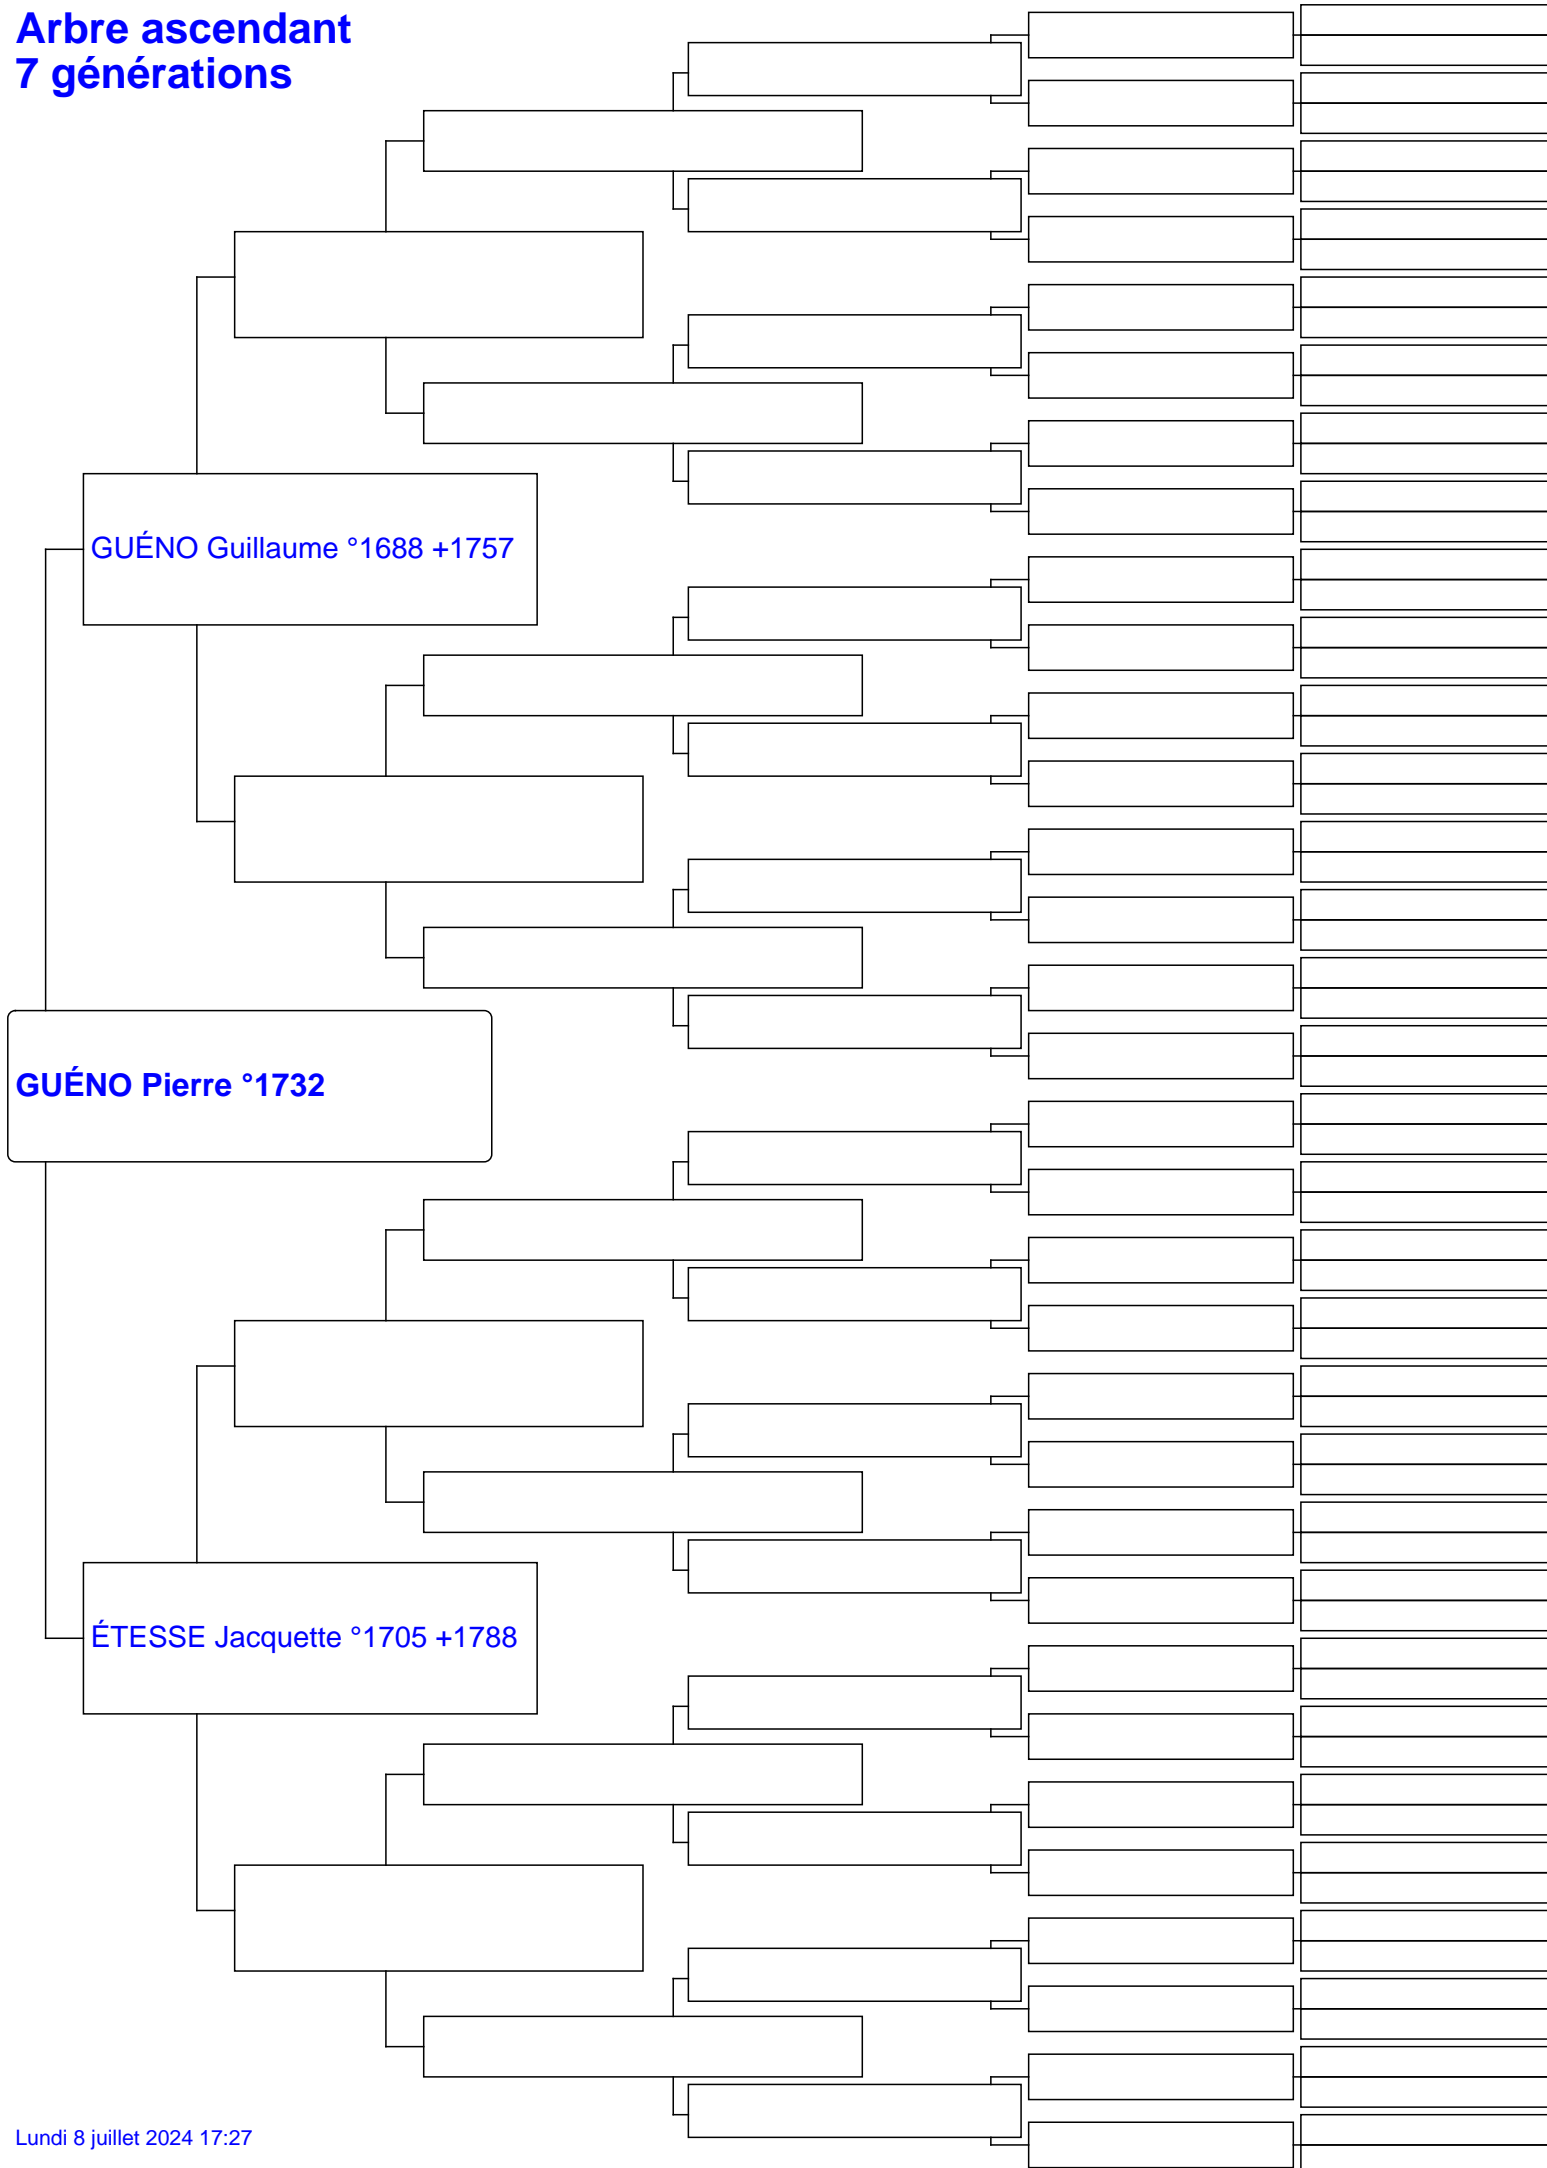 Arbre ascendant
7 générations
GUÉNO Guillaume °1688 +1757
GUÉNO Pierre °1732
ÉTESSE Jacquette °1705 +1788
Lundi 8 juillet 2024 17:27